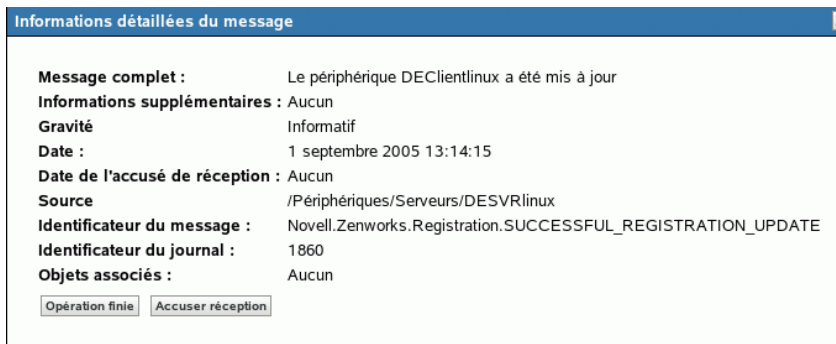 Informations détaillées du message
Message complet : Le périphérique DEClientlinux a été mis à jour
Informations supplémentaires : Aucun
Gravité Informatif
Date : 1 septembre 2005 13:14:15
Date de l'accusé de réception : Aucun
Source /Périphériques/Serveurs/DESVRlinux
Identificateur du message : Novell.Zenworks.Registration.SUCCESSFUL_REGISTRATION_UPDATE
Identificateur du journal : 1860
Objets associés : Aucun
Opération finie Accuser réception